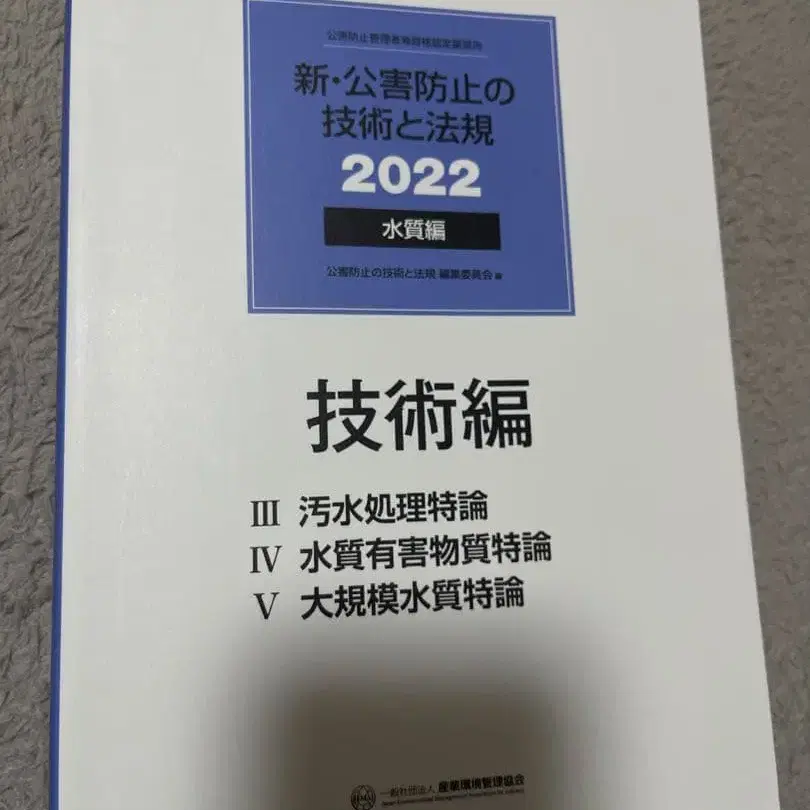 公害防止管理者等資格認定講習用
新・公害防止の
技術と法規
2022
水質編
公害防止の技術と法規 編集委員会 編
技術編
Ⅲ 汚水処理特論
Ⅳ 水質有害物質特論
Ⅴ 大規模水質特論
一般社団法人 産業環境管理協会